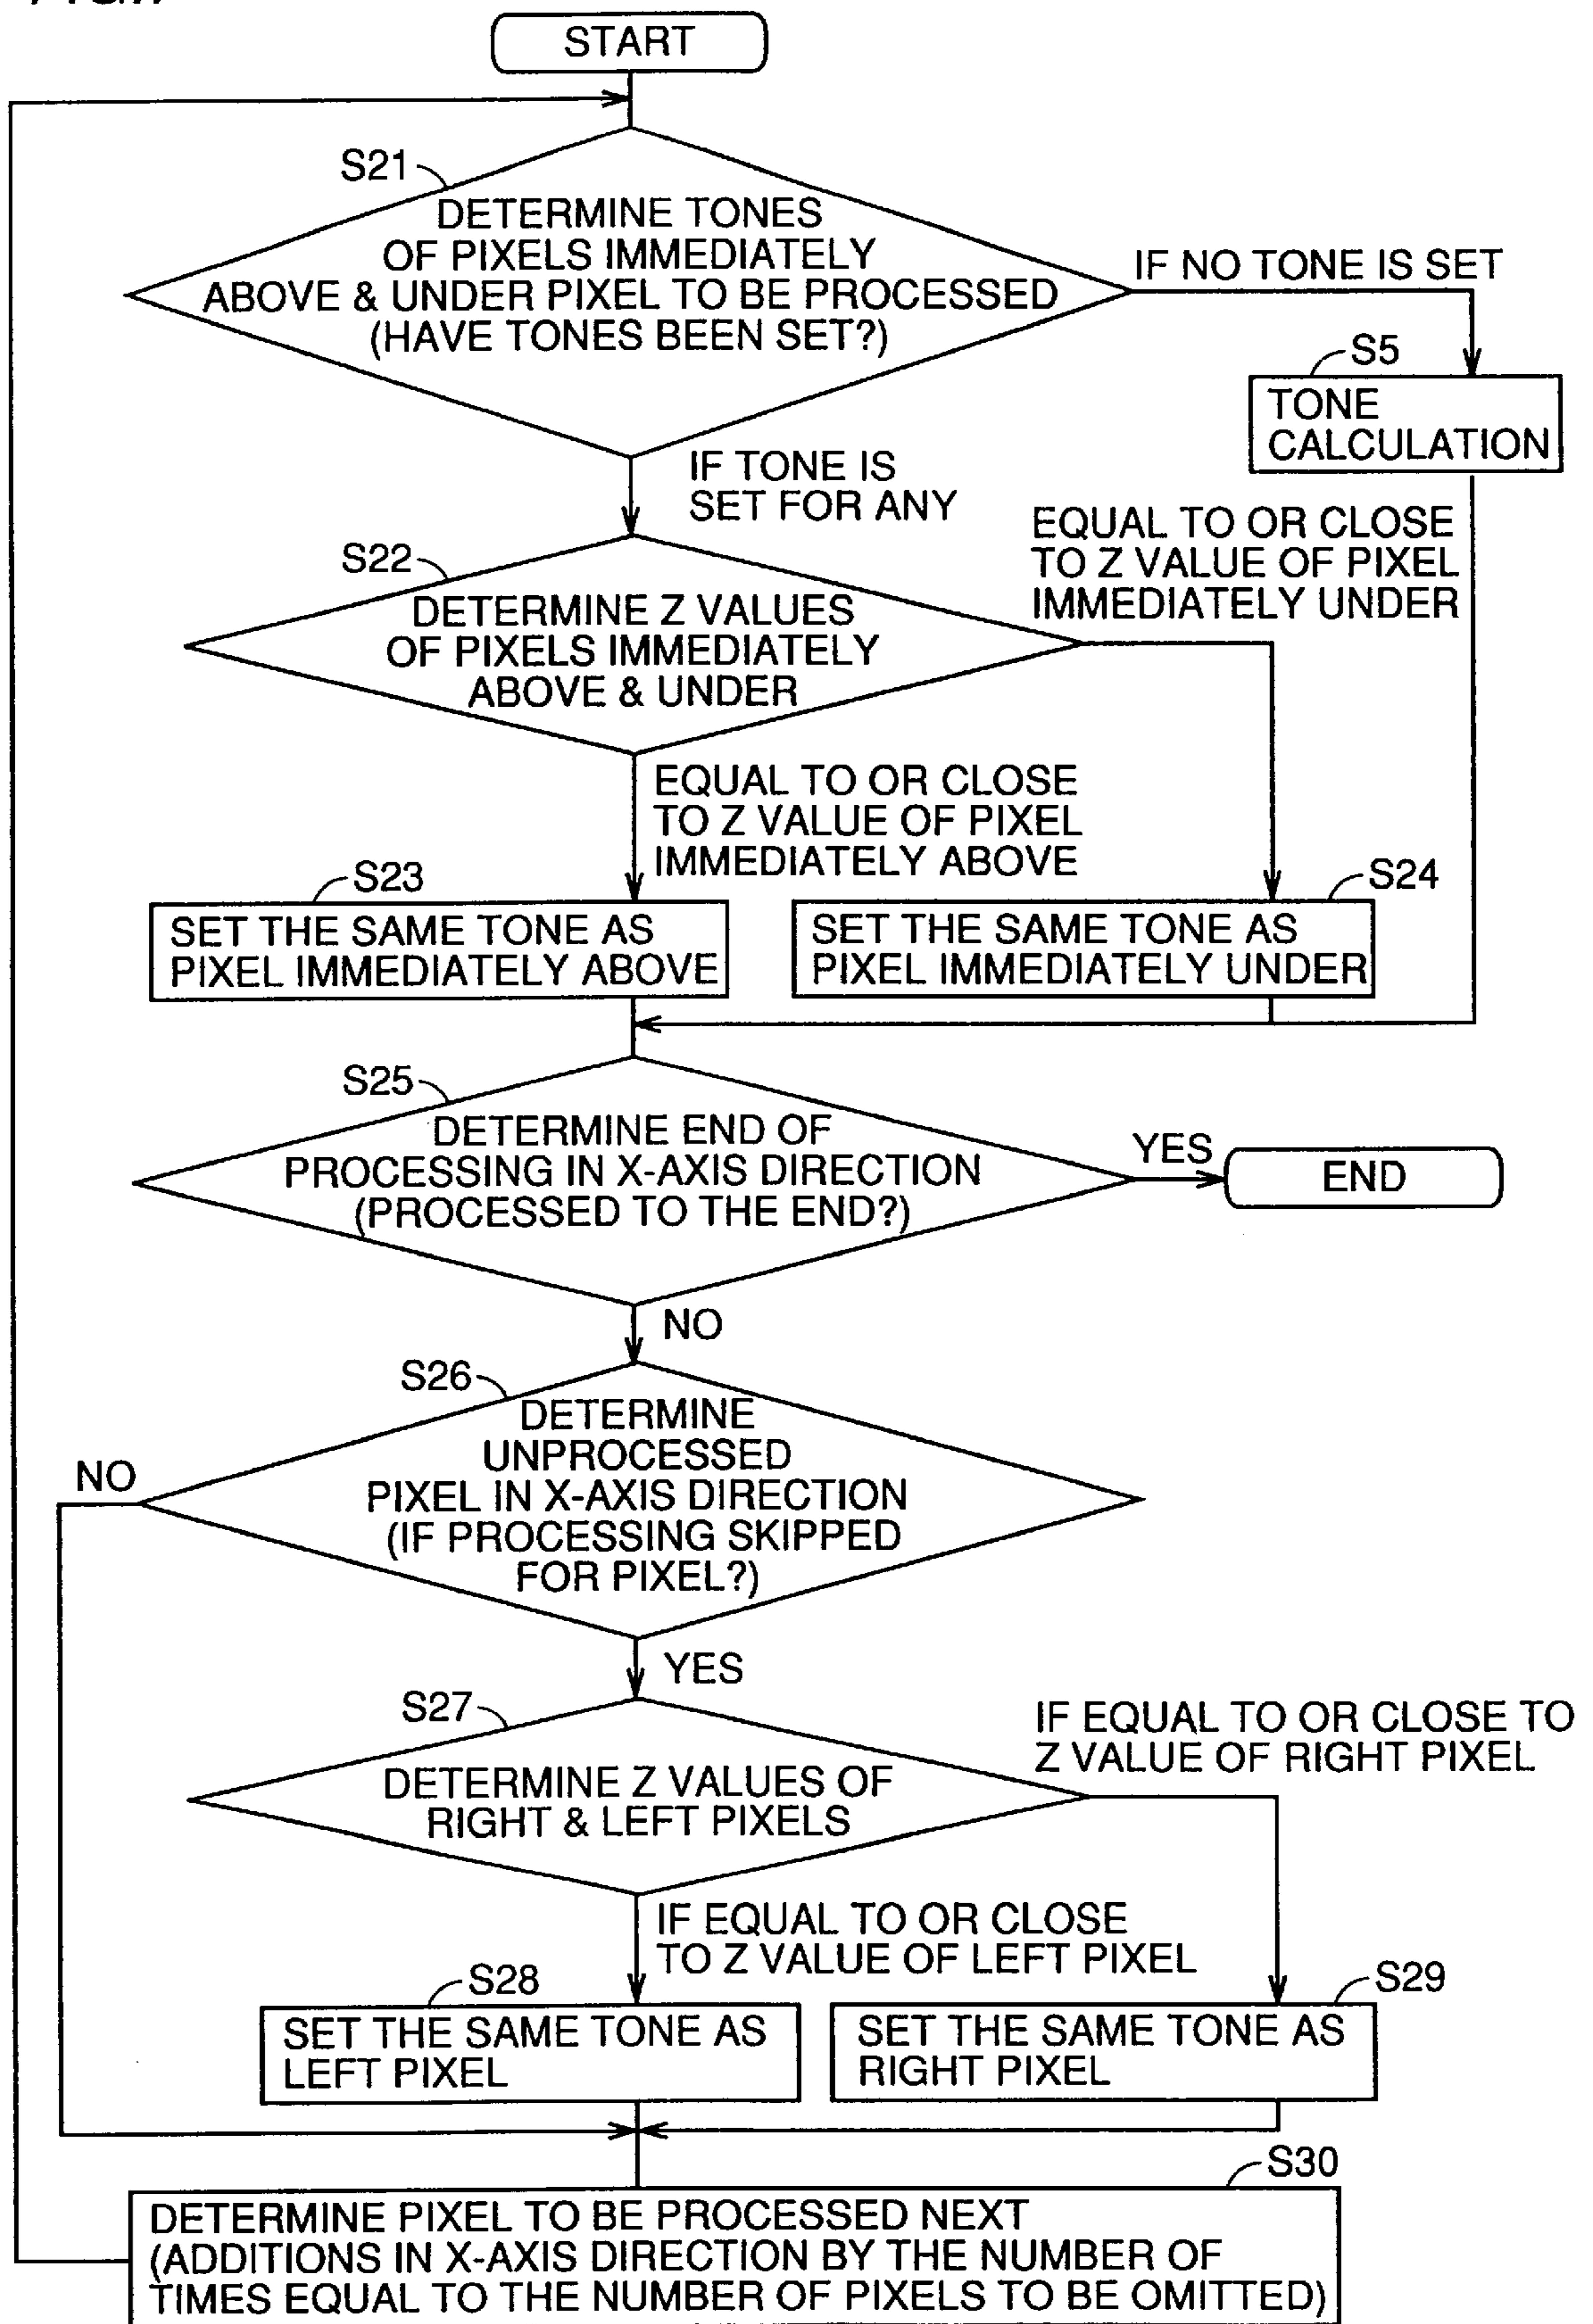 START
S21
DETERMINE TONES
OF PIXELS IMMEDIATELY
ABOVE & UNDER PIXEL TO BE PROCESSED
(HAVE TONES BEEN SET?)
IF NO TONE IS SET
S5
TONE
CALCULATION
IF TONE IS
SET FOR ANY
EQUAL TO OR CLOSE
TO Z VALUE OF PIXEL
IMMEDIATELY UNDER
S22
DETERMINE Z VALUES
OF PIXELS IMMEDIATELY
ABOVE & UNDER
EQUAL TO OR CLOSE
TO Z VALUE OF PIXEL
IMMEDIATELY ABOVE
S23
SET THE SAME TONE AS
PIXEL IMMEDIATELY ABOVE
S24
SET THE SAME TONE AS
PIXEL IMMEDIATELY UNDER
S25
DETERMINE END OF
PROCESSING IN X-AXIS DIRECTION
(PROCESSED TO THE END?)
YES
END
NO
S26
DETERMINE
UNPROCESSED
PIXEL IN X-AXIS DIRECTION
(IF PROCESSING SKIPPED
FOR PIXEL?)
NO
YES
S27
DETERMINE Z VALUES OF
RIGHT & LEFT PIXELS
IF EQUAL TO OR CLOSE TO
Z VALUE OF RIGHT PIXEL
IF EQUAL TO OR CLOSE
TO Z VALUE OF LEFT PIXEL
S28
SET THE SAME TONE AS
LEFT PIXEL
S29
SET THE SAME TONE AS
RIGHT PIXEL
S30
DETERMINE PIXEL TO BE PROCESSED NEXT
(ADDITIONS IN X-AXIS DIRECTION BY THE NUMBER OF
TIMES EQUAL TO THE NUMBER OF PIXELS TO BE OMITTED)